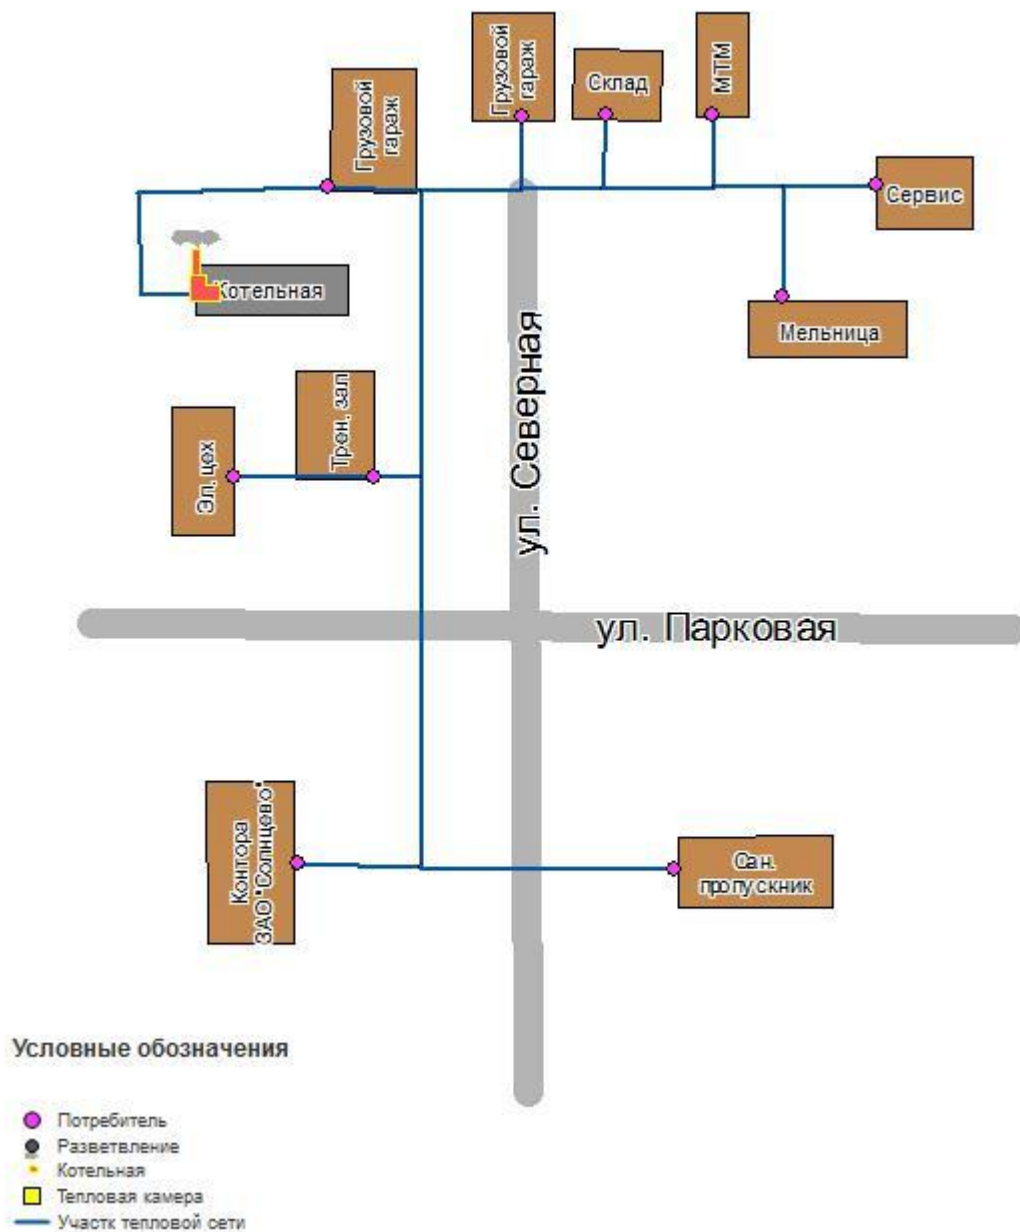 Грузовой
гараж
Грузовой
гараж
Склад
МТМ
Сервис
Котельная
Мельница
Эл. цех
Трен. зал
ул. Северная
ул. Парковая
Контора
ЗАО "Солнцево"
Сан.
пропускник
Условные обозначения
Потребитель
Разветвление
Котельная
Тепловая камера
Участк тепловой сети